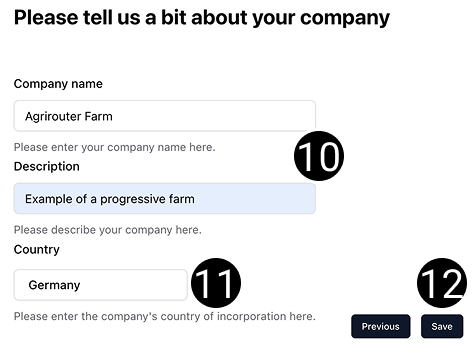 Please tell us a bit about your company
Company name
Agrirouter Farm
Please enter your company name here.
10
Description
Example of a progressive farm
Please describe your company here.
Country
Germany
11
12
Please enter the company's country of incorporation here.
Previous
Save